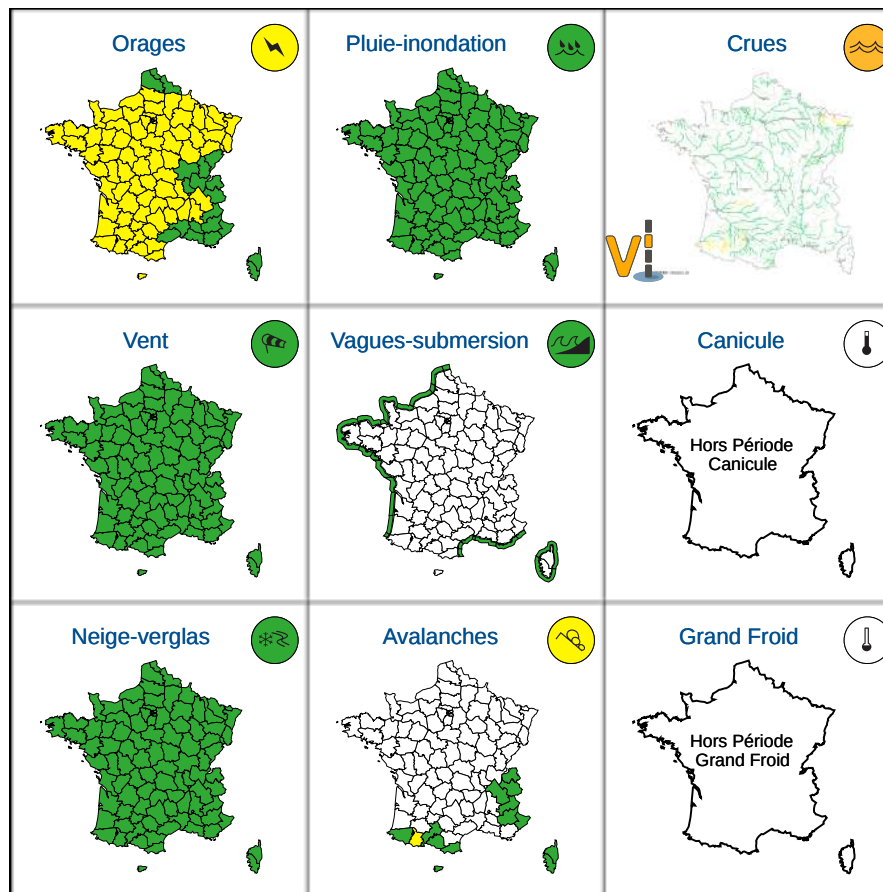 Orages
Pluie-inondation
Crues
Vi
Vent
Vagues-submersion
Canicule
Hors Période
Canicule
Neige-verglas
Avalanches
Grand Froid
Hors Période
Grand Froid